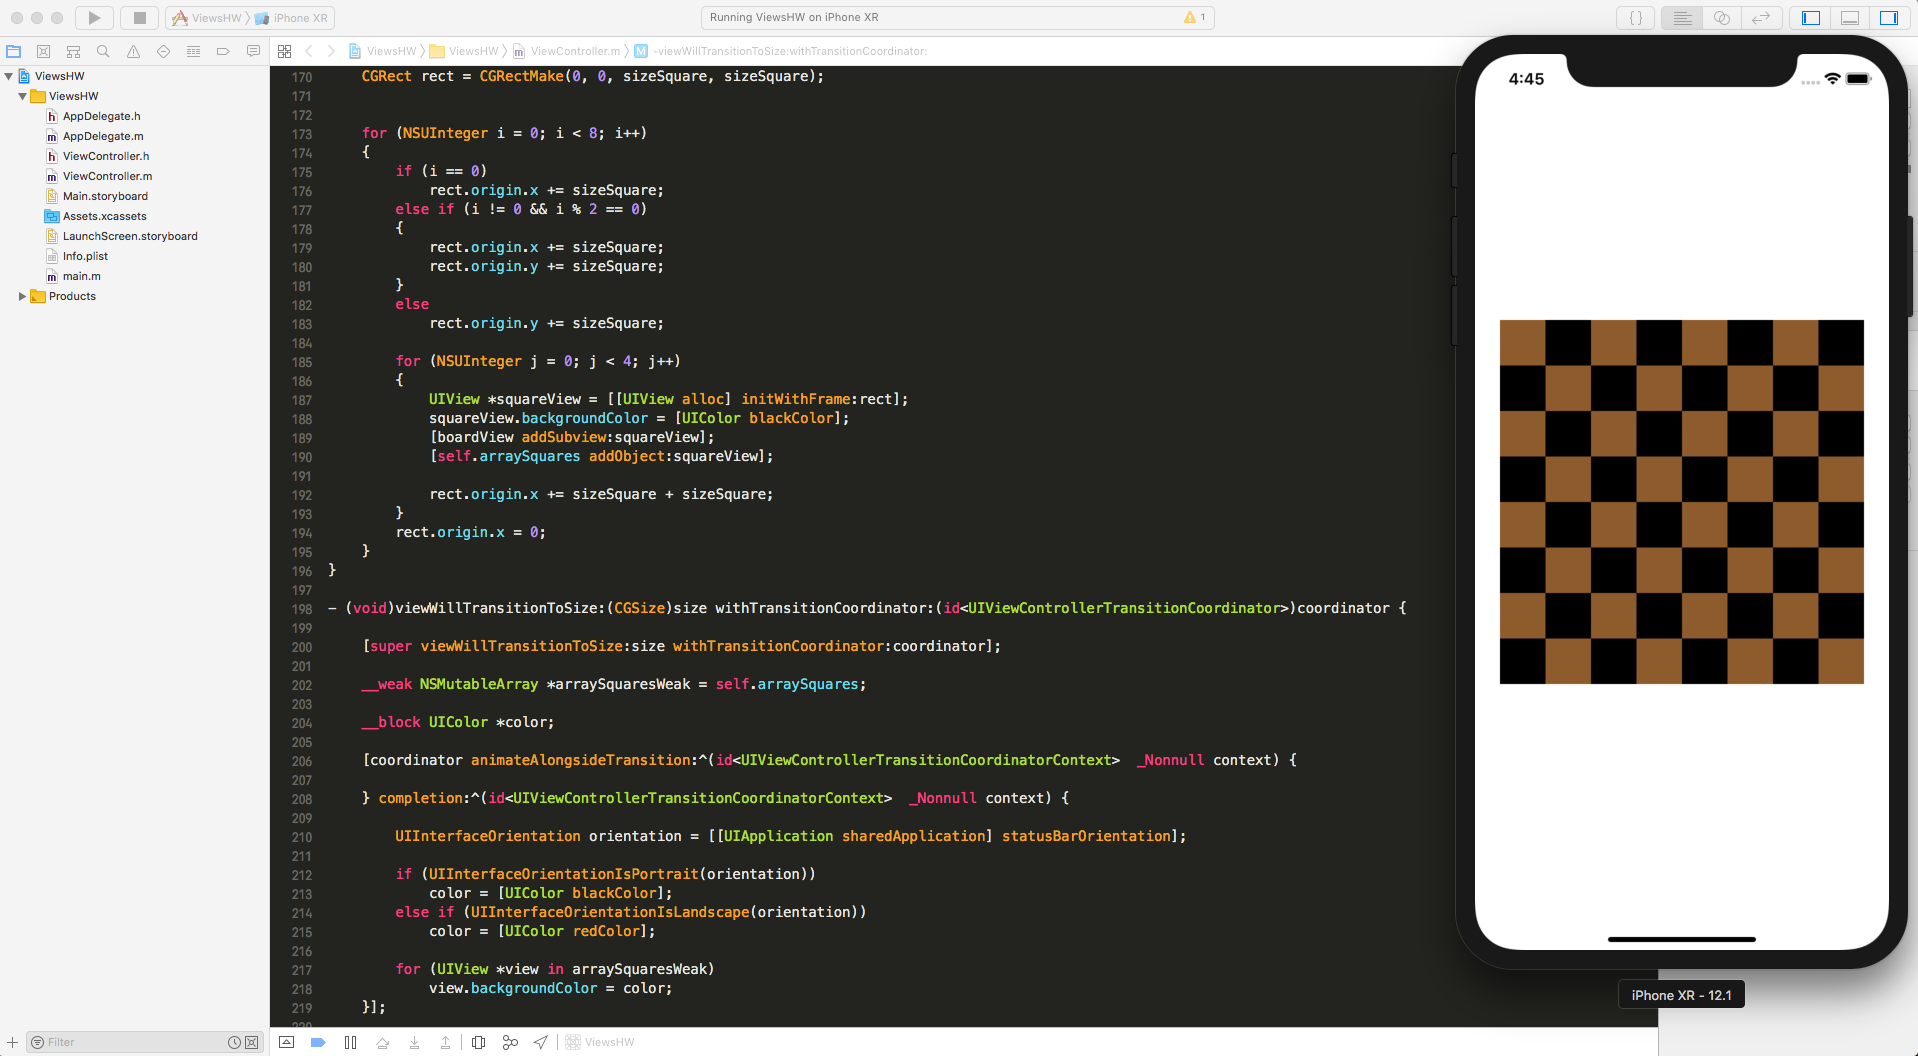 ViewsHW iPhone XR
Running ViewsHW on iPhone XR
1
{}
ViewsHW ViewsHW ViewController.m M -viewWillTransitionToSize:withTransitionCoordinator:
ViewsHW
ViewsHW
h AppDelegate.h
m AppDelegate.m
h ViewController.h
m ViewController.m
Main.storyboard
Assets.xcassets
LaunchScreen.storyboard
Info.plist
m main.m
Products
170 CGRect rect = CGRectMake(0, 0, sizeSquare, sizeSquare);
171
172
173 for (NSUInteger i = 0; i < 8; i++)
174 {
175 if (i == 0)
176 rect.origin.x += sizeSquare;
177 else if (i != 0 && i % 2 == 0)
178 {
179 rect.origin.x += sizeSquare;
180 rect.origin.y += sizeSquare;
181 }
182 else
183 rect.origin.y += sizeSquare;
184
185 for (NSUInteger j = 0; j < 4; j++)
186 {
187 UIView *squareView = [[UIView alloc] initWithFrame:rect];
188 squareView.backgroundColor = [UIColor blackColor];
189 [boardView addSubview:squareView];
190 [self.arraySquares addObject:squareView];
191
192 rect.origin.x += sizeSquare + sizeSquare;
193 }
194 rect.origin.x = 0;
195 }
196 }
197
198 - (void)viewWillTransitionToSize:(CGSize)size withTransitionCoordinator:(id<UIViewControllerTransitionCoordinator>)coordinator {
199
200 [super viewWillTransitionToSize:size withTransitionCoordinator:coordinator];
201
202 __weak NSMutableArray *arraySquaresWeak = self.arraySquares;
203
204 __block UIColor *color;
205
206 [coordinator animateAlongsideTransition:^(id<UIViewControllerTransitionCoordinatorContext> _Nonnull context) {
207
208 } completion:^(id<UIViewControllerTransitionCoordinatorContext> _Nonnull context) {
209
210 UIInterfaceOrientation orientation = [[UIApplication sharedApplication] statusBarOrientation];
211
212 if (UIInterfaceOrientationIsPortrait(orientation))
213 color = [UIColor blackColor];
214 else if (UIInterfaceOrientationIsLandscape(orientation))
215 color = [UIColor redColor];
216
217 for (UIView *view in arraySquaresWeak)
218 view.backgroundColor = color;
219 }];
4:45
iPhone XR - 12.1
Filter
ViewsHW